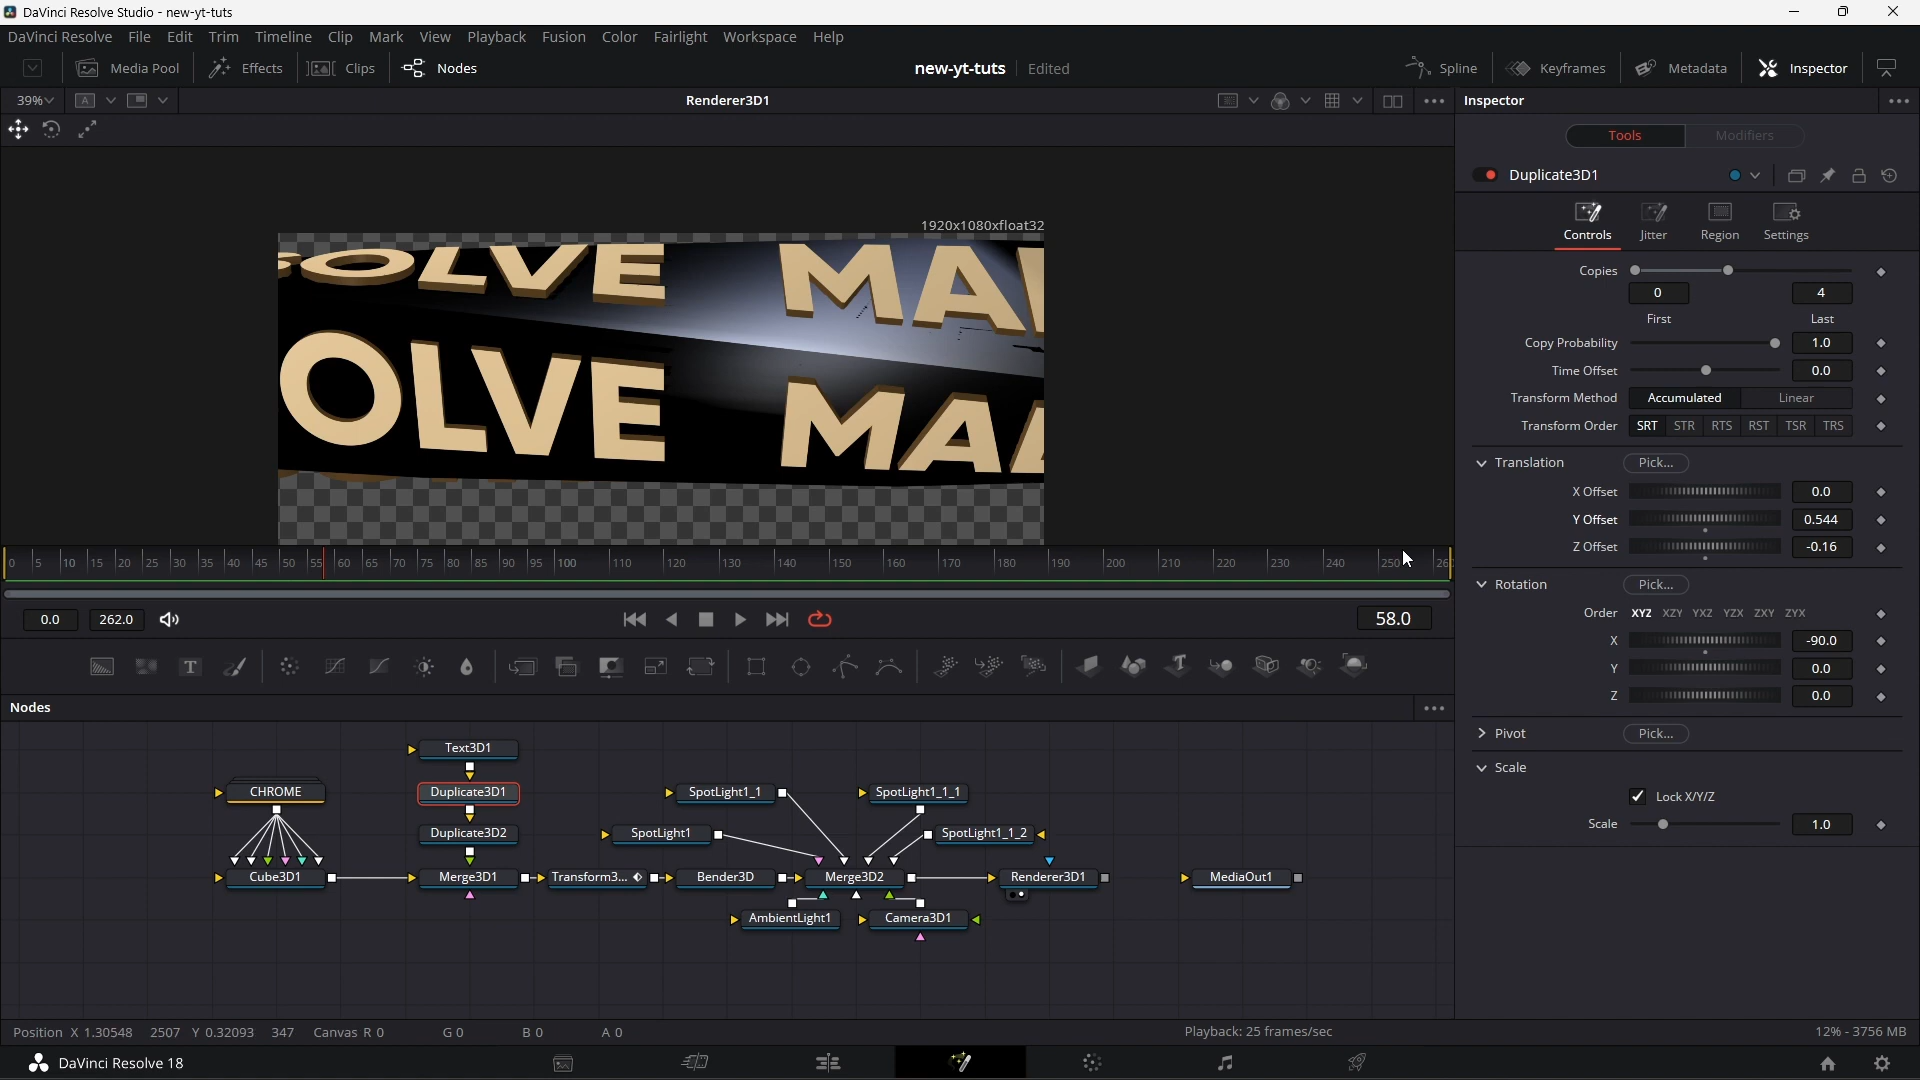 DaVinci Resolve Studio - new-yt-tuts
DaVinci Resolve File Edit Trim Timeline Clip Mark View Playback Fusion Color Fairlight Workspace Help
Media Pool Effects Clips Nodes new-yt-tuts Edited Spline Keyframes Metadata Inspector
39% A Renderer3D1 Inspector
Tools Modifiers
Duplicate3D1
Controls Jitter Region Settings
1920x1080xfloat32
OLVE MA
OLVE MA
Copies
0 4
First Last
Copy Probability 1.0
Time Offset 0.0
Transform Method Accumulated Linear
Transform Order SRT STR RTS RST TSR TRS
Translation Pick...
X Offset 0.0
Y Offset 0.544
Z Offset -0.16
0 5 10 15 20 25 30 35 40 45 50 55 60 65 70 75 80 85 90 95 100 110 120 130 140 150 160 170 180 190 200 210 220 230 240 250 26
Rotation Pick...
Order XYZ XZY YXZ YZX ZXY ZYX
X -90.0
Y 0.0
Z 0.0
0.0 262.0 58.0
Nodes
Pivot Pick...
Scale
Lock X/Y/Z
Scale 1.0
Text3D1
CHROME Duplicate3D1 SpotLight1_1 SpotLight1_1_1
Duplicate3D2 SpotLight1 SpotLight1_1_2
Cube3D1 Merge3D1 Transform3... Bender3D Merge3D2 Renderer3D1 MediaOut1
AmbientLight1 Camera3D1
Position X 1.30548 2507 Y 0.32093 347 Canvas R 0 G 0 B 0 A 0 Playback: 25 frames/sec 12% - 3756 MB
DaVinci Resolve 18